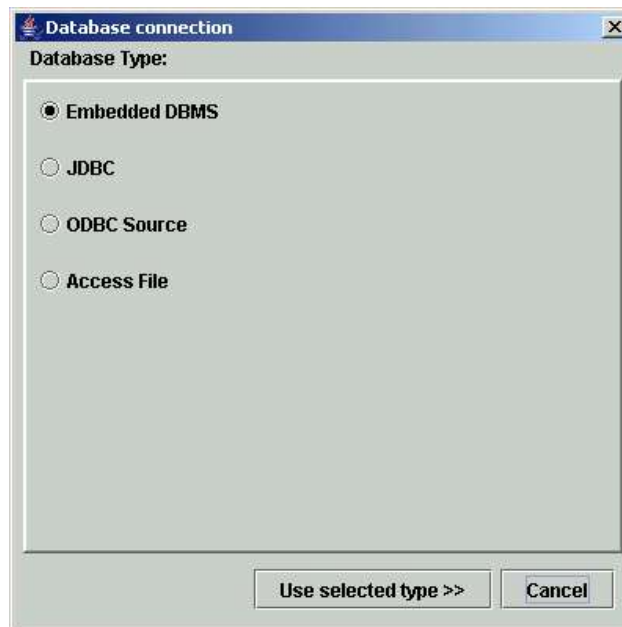 Database connection
Database Type:
Embedded DBMS
JDBC
ODBC Source
Access File
Use selected type >>
Cancel